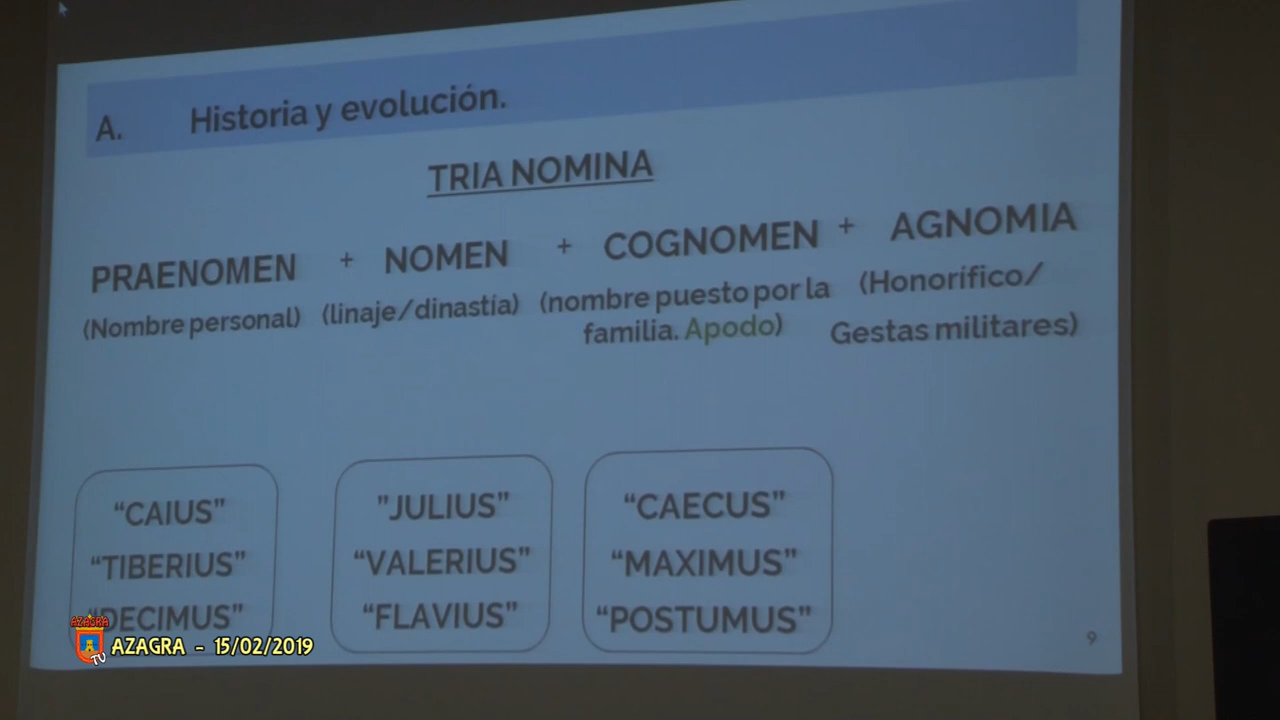 A. Historia y evolución.
TRIA NOMINA
PRAENOMEN + NOMEN + COGNOMEN + AGNOMIA
(Nombre personal) (linaje/dinastía) (nombre puesto por la (Honorífico/
familia. Apodo) Gestas militares)
“CAIUS” ”JULIUS” “CAECUS”
“TIBERIUS” “VALERIUS” “MAXIMUS”
“DECIMUS” “FLAVIUS” “POSTUMUS”
9
AZAGRA
TV
AZAGRA - 15/02/2019